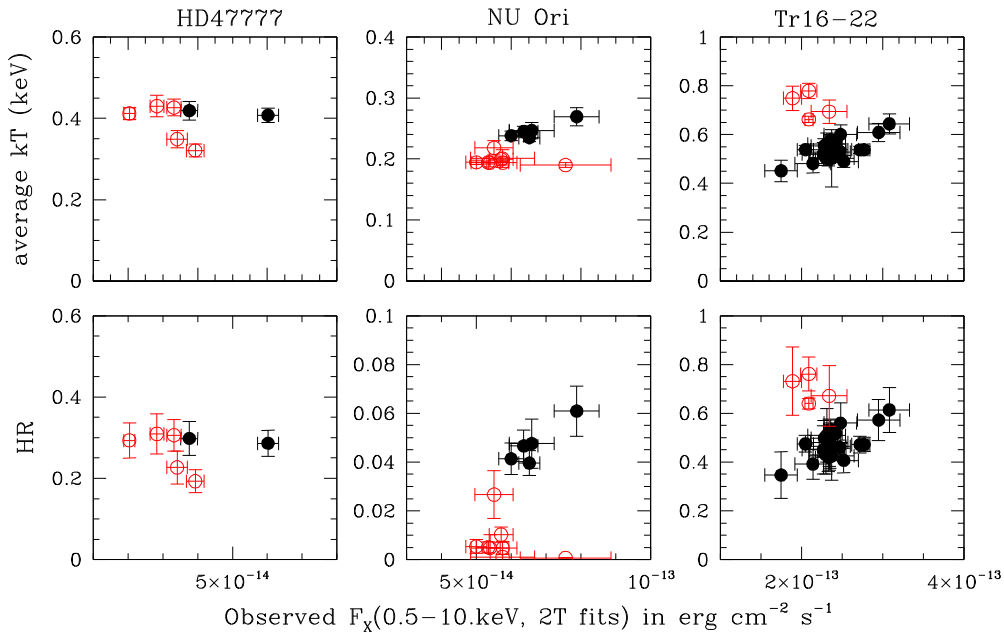 HD47777 NU Ori Tr16−22
average kT (keV)
0.6 0.4 0.2 0
0.4 0.3 0.2 0.1 0
1 0.8 0.6 0.4 0.2 0
HR
0.6 0.4 0.2 0
0.1 0.08 0.06 0.04 0.02 0
1 0.8 0.6 0.4 0.2 0
5×10⁻¹⁴ 5×10⁻¹⁴ 10⁻¹³ 2×10⁻¹³ 4×10⁻¹³
Observed F_X(0.5−10.keV, 2T fits) in erg cm⁻² s⁻¹